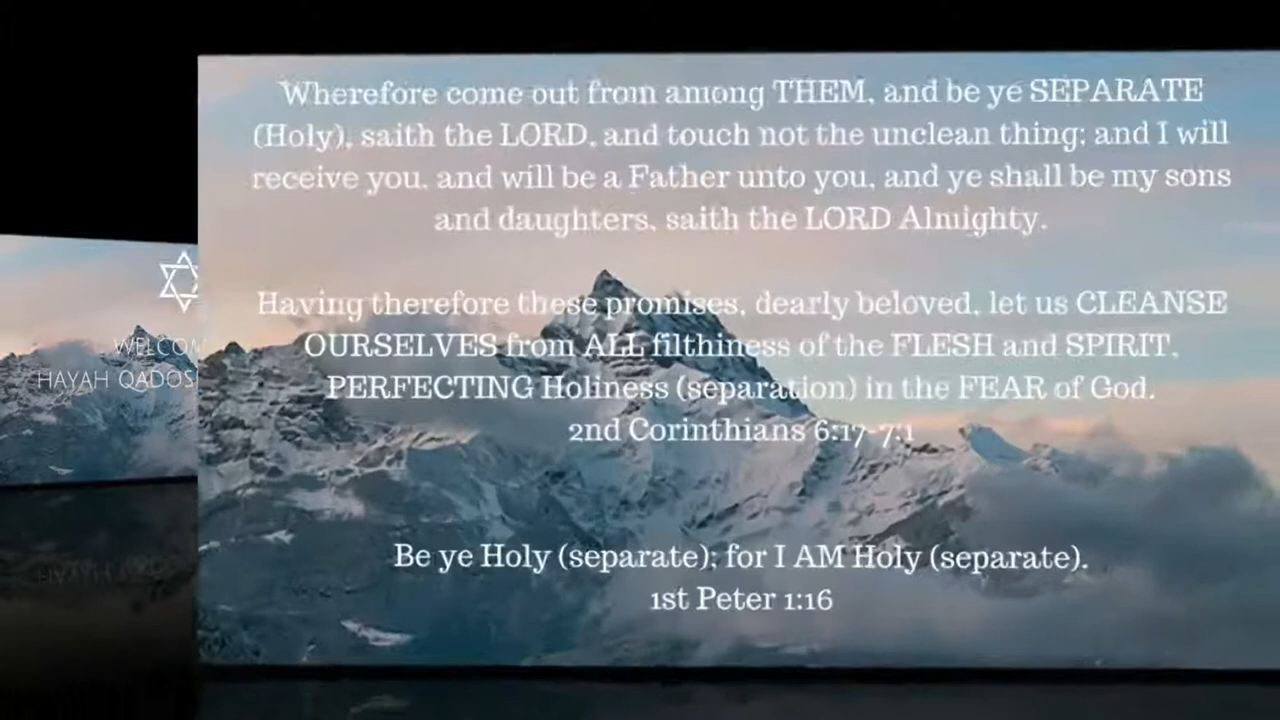 Wherefore come out from among THEM, and be ye SEPARATE
(Holy), saith the LORD, and touch not the unclean thing; and I will
receive you, and will be a Father unto you, and ye shall be my sons
and daughters, saith the LORD Almighty.
Having therefore these promises, dearly beloved, let us CLEANSE
OURSELVES from ALL filthiness of the FLESH and SPIRIT,
PERFECTING Holiness (separation) in the FEAR of God.
2nd Corinthians 6:17-7:1
Be ye Holy (separate); for I AM Holy (separate).
1st Peter 1:16
HAYAH